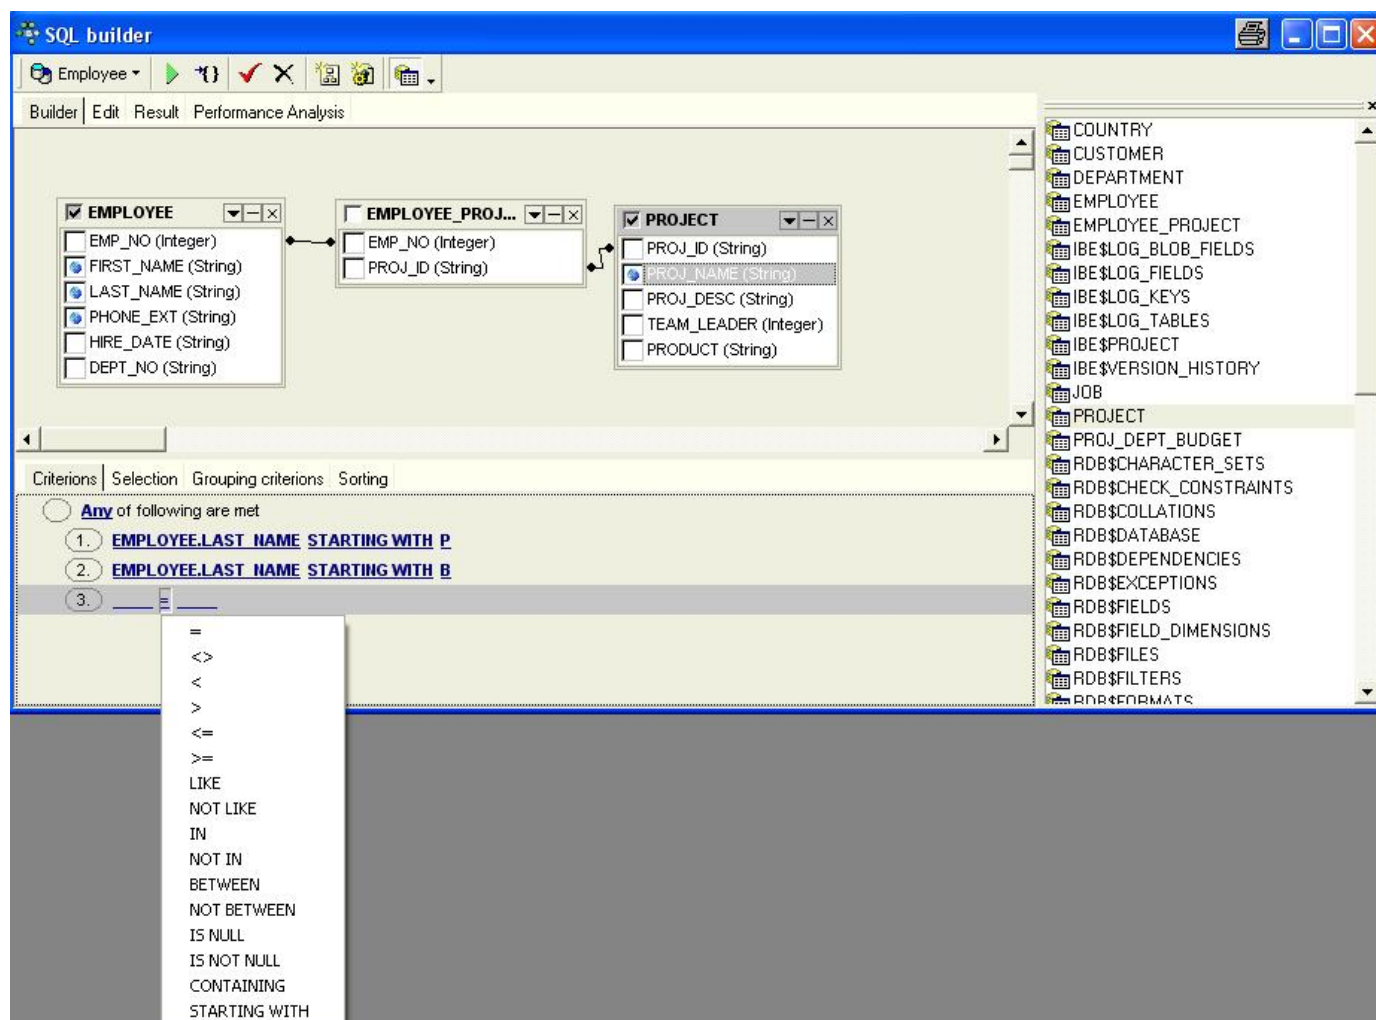 SQL builder
Employee
Builder Edit Result Performance Analysis
EMPLOYEE
EMP_NO (Integer)
FIRST_NAME (String)
LAST_NAME (String)
PHONE_EXT (String)
HIRE_DATE (String)
DEPT_NO (String)
EMPLOYEE_PROJ...
EMP_NO (Integer)
PROJ_ID (String)
PROJECT
PROJ_ID (String)
PROJ_NAME (String)
PROJ_DESC (String)
TEAM_LEADER (Integer)
PRODUCT (String)
Criterions Selection Grouping criterions Sorting
Any of following are met
1. EMPLOYEE.LAST_NAME STARTING WITH P
2. EMPLOYEE.LAST_NAME STARTING WITH B
3. =
=
<>
<
>
<=
>=
LIKE
NOT LIKE
IN
NOT IN
BETWEEN
NOT BETWEEN
IS NULL
IS NOT NULL
CONTAINING
STARTING WITH
COUNTRY
CUSTOMER
DEPARTMENT
EMPLOYEE
EMPLOYEE_PROJECT
IBE$LOG_BLOB_FIELDS
IBE$LOG_FIELDS
IBE$LOG_KEYS
IBE$LOG_TABLES
IBE$PROJECT
IBE$VERSION_HISTORY
JOB
PROJECT
PROJ_DEPT_BUDGET
RDB$CHARACTER_SETS
RDB$CHECK_CONSTRAINTS
RDB$COLLATIONS
RDB$DATABASE
RDB$DEPENDENCIES
RDB$EXCEPTIONS
RDB$FIELDS
RDB$FIELD_DIMENSIONS
RDB$FILES
RDB$FILTERS
RDB$FORMATS